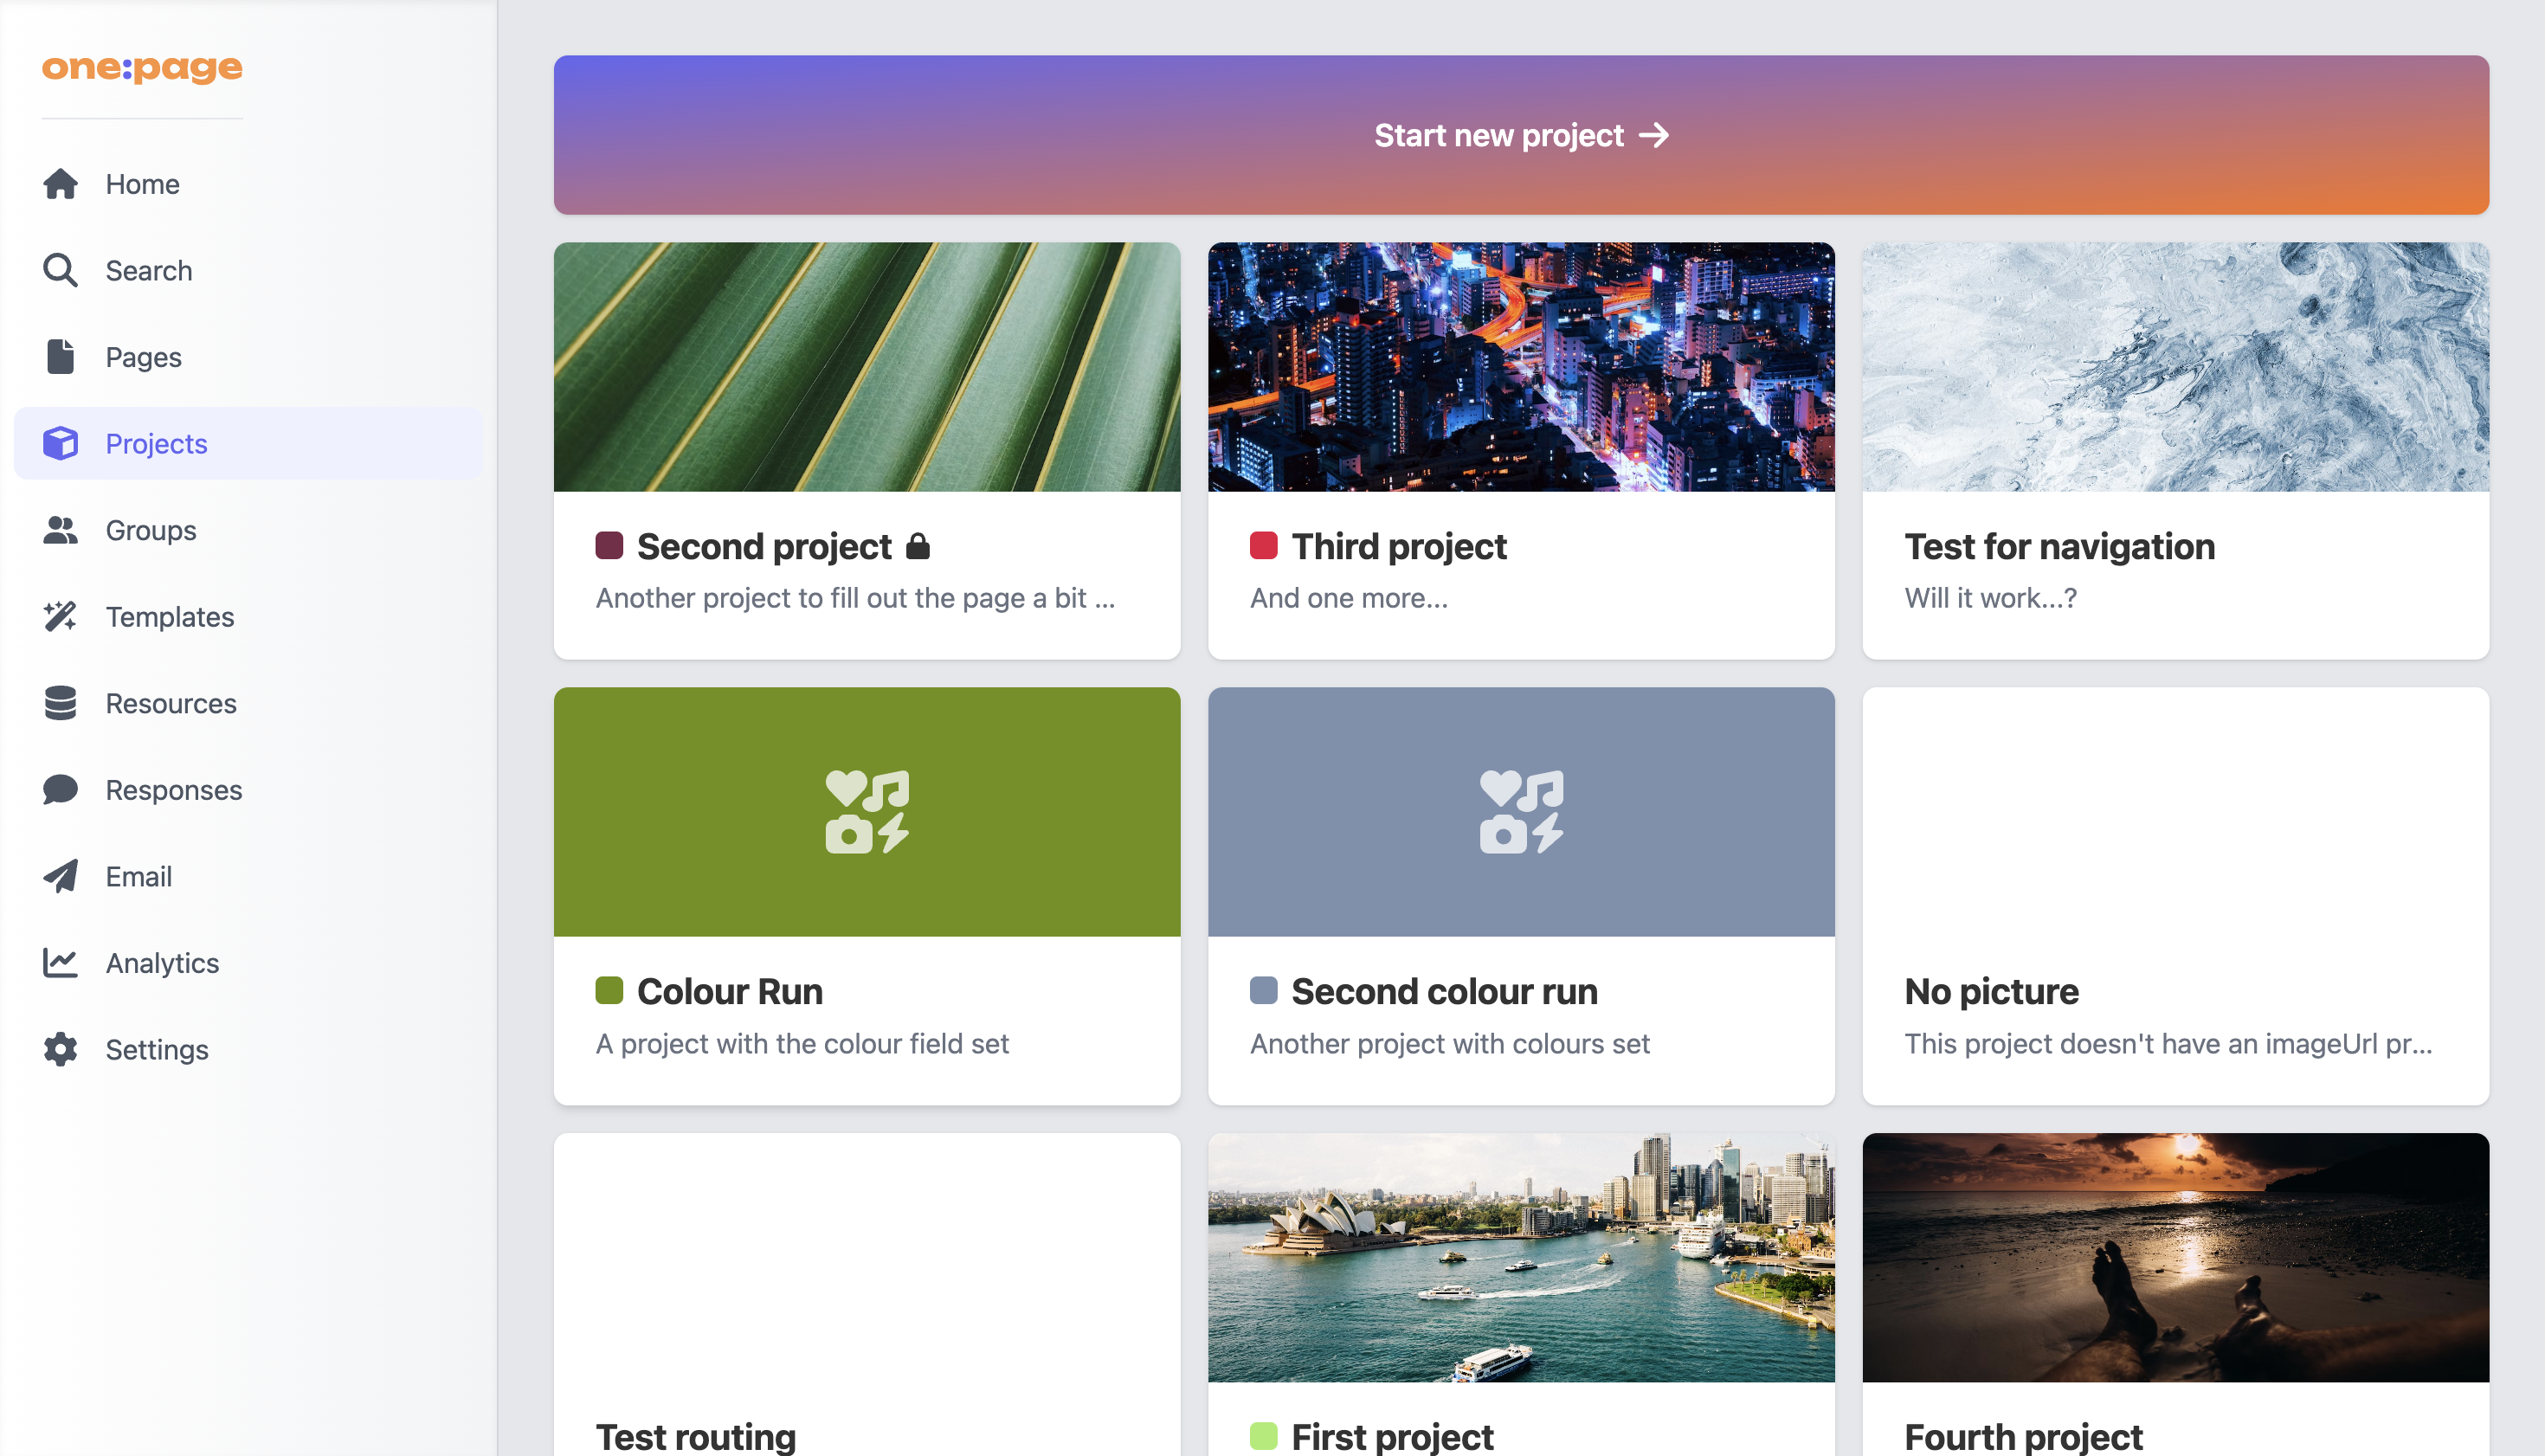 one:page
Home
Search
Pages
Projects
Groups
Templates
Resources
Responses
Email
Analytics
Settings
Start new project →
Second project
Another project to fill out the page a bit ...
Third project
And one more...
Test for navigation
Will it work...?
Colour Run
A project with the colour field set
Second colour run
Another project with colours set
No picture
This project doesn't have an imageUrl pr...
Test routing
First project
Fourth project